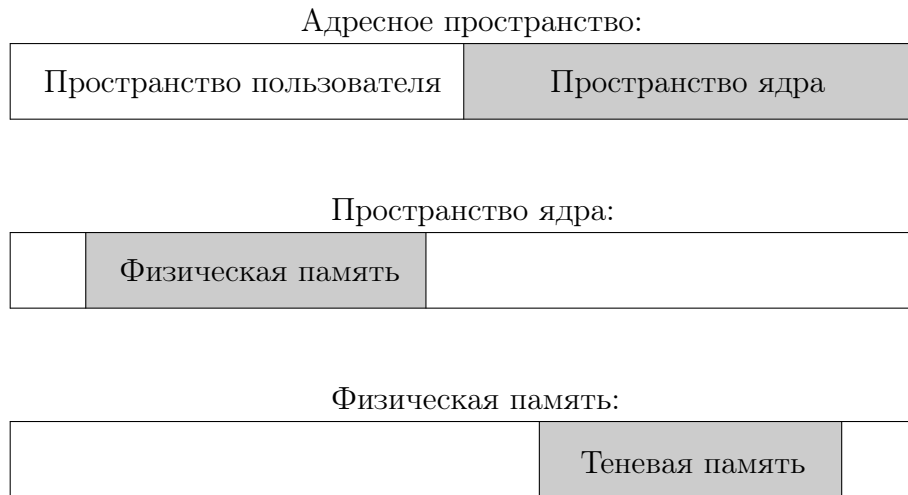 Адресное пространство:
Пространство пользователя Пространство ядра
Пространство ядра:
Физическая память
Физическая память:
Теневая память